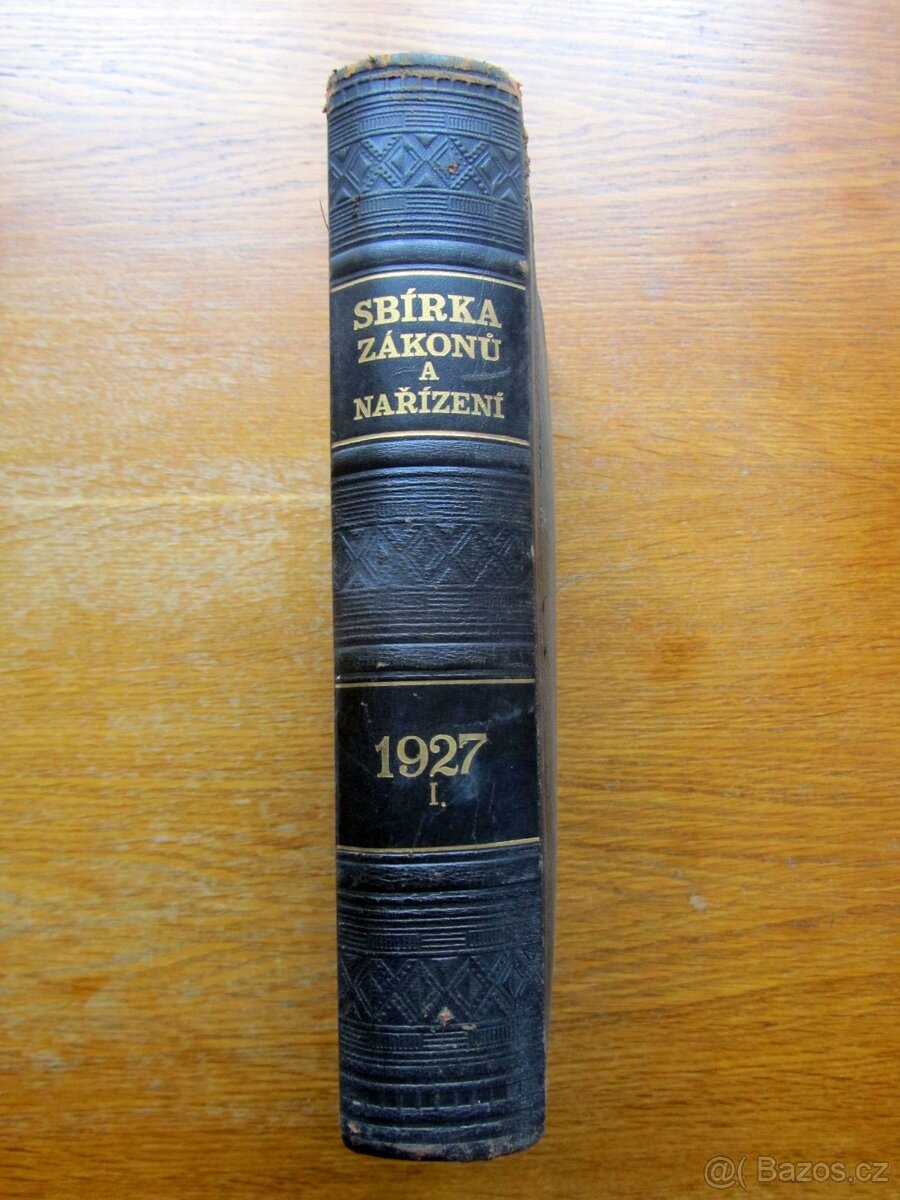 SBÍRKA
ZÁKONŮ
A
NAŘÍZENÍ
1927
I.
@( Bazos.cz